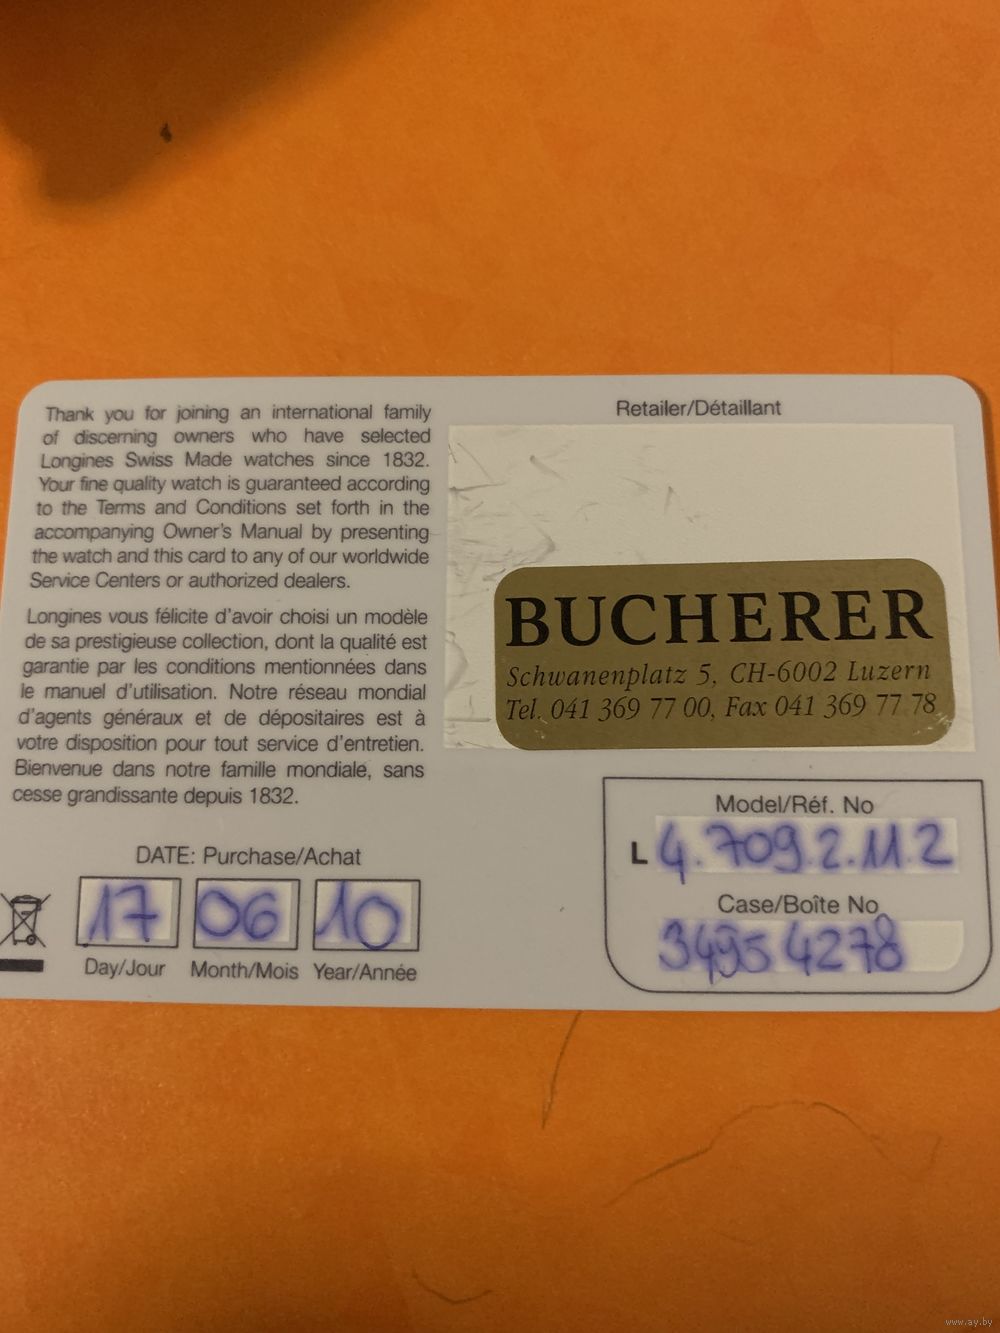 Thank you for joining an international family
of discerning owners who have selected
Longines Swiss Made watches since 1832.
Your fine quality watch is guaranteed according
to the Terms and Conditions set forth in the
accompanying Owner's Manual by presenting
the watch and this card to any of our worldwide
Service Centers or authorized dealers.
Longines vous félicite d'avoir choisi un modèle
de sa prestigieuse collection, dont la qualité est
garantie par les conditions mentionnées dans
le manuel d'utilisation. Notre réseau mondial
d'agents généraux et de dépositaires est à
votre disposition pour tout service d'entretien.
Bienvenue dans notre famille mondiale, sans
cesse grandissante depuis 1832.
DATE: Purchase/Achat
17 06 10
Day/Jour Month/Mois Year/Année
Retailer/Détaillant
BUCHERER
Schwanenplatz 5, CH-6002 Luzern
Tel. 041 369 77 00, Fax 041 369 77 78
Model/Réf. No
L 4.709.2.11.2
Case/Boîte No
34954278
www.ay.by